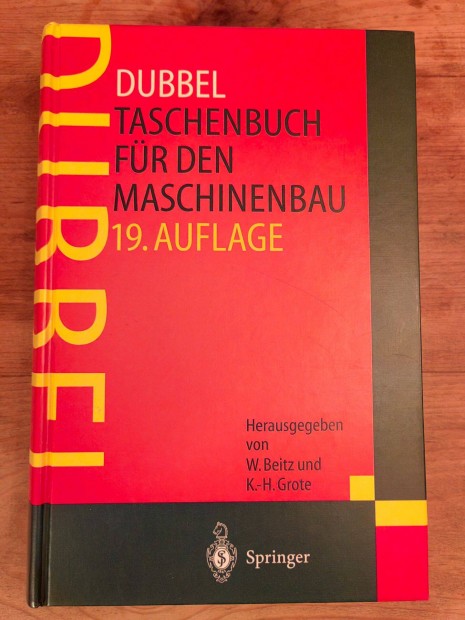 DUBBEL
DUBBEL
TASCHENBUCH
FÜR DEN
MASCHINENBAU
19. AUFLAGE
Herausgegeben
von
W. Beitz und
K.-H. Grote
Springer